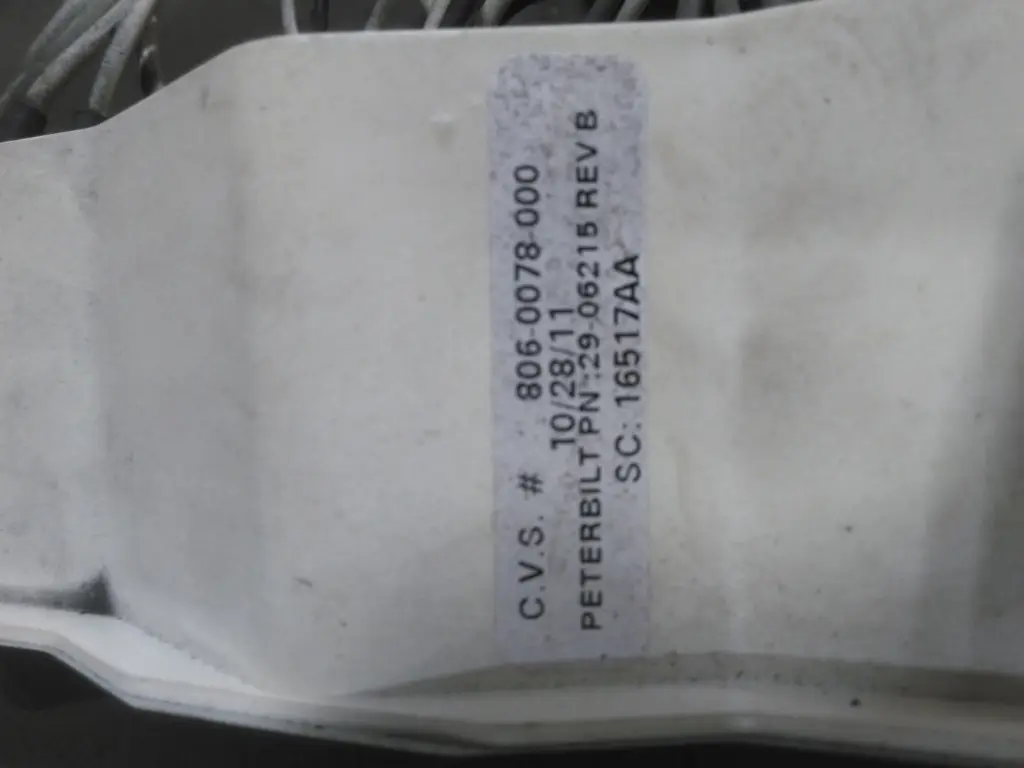 C.V.S. # 806-0078-000
10/28/11
PETERBILT PN:29-06215 REV B
SC: 16517AA